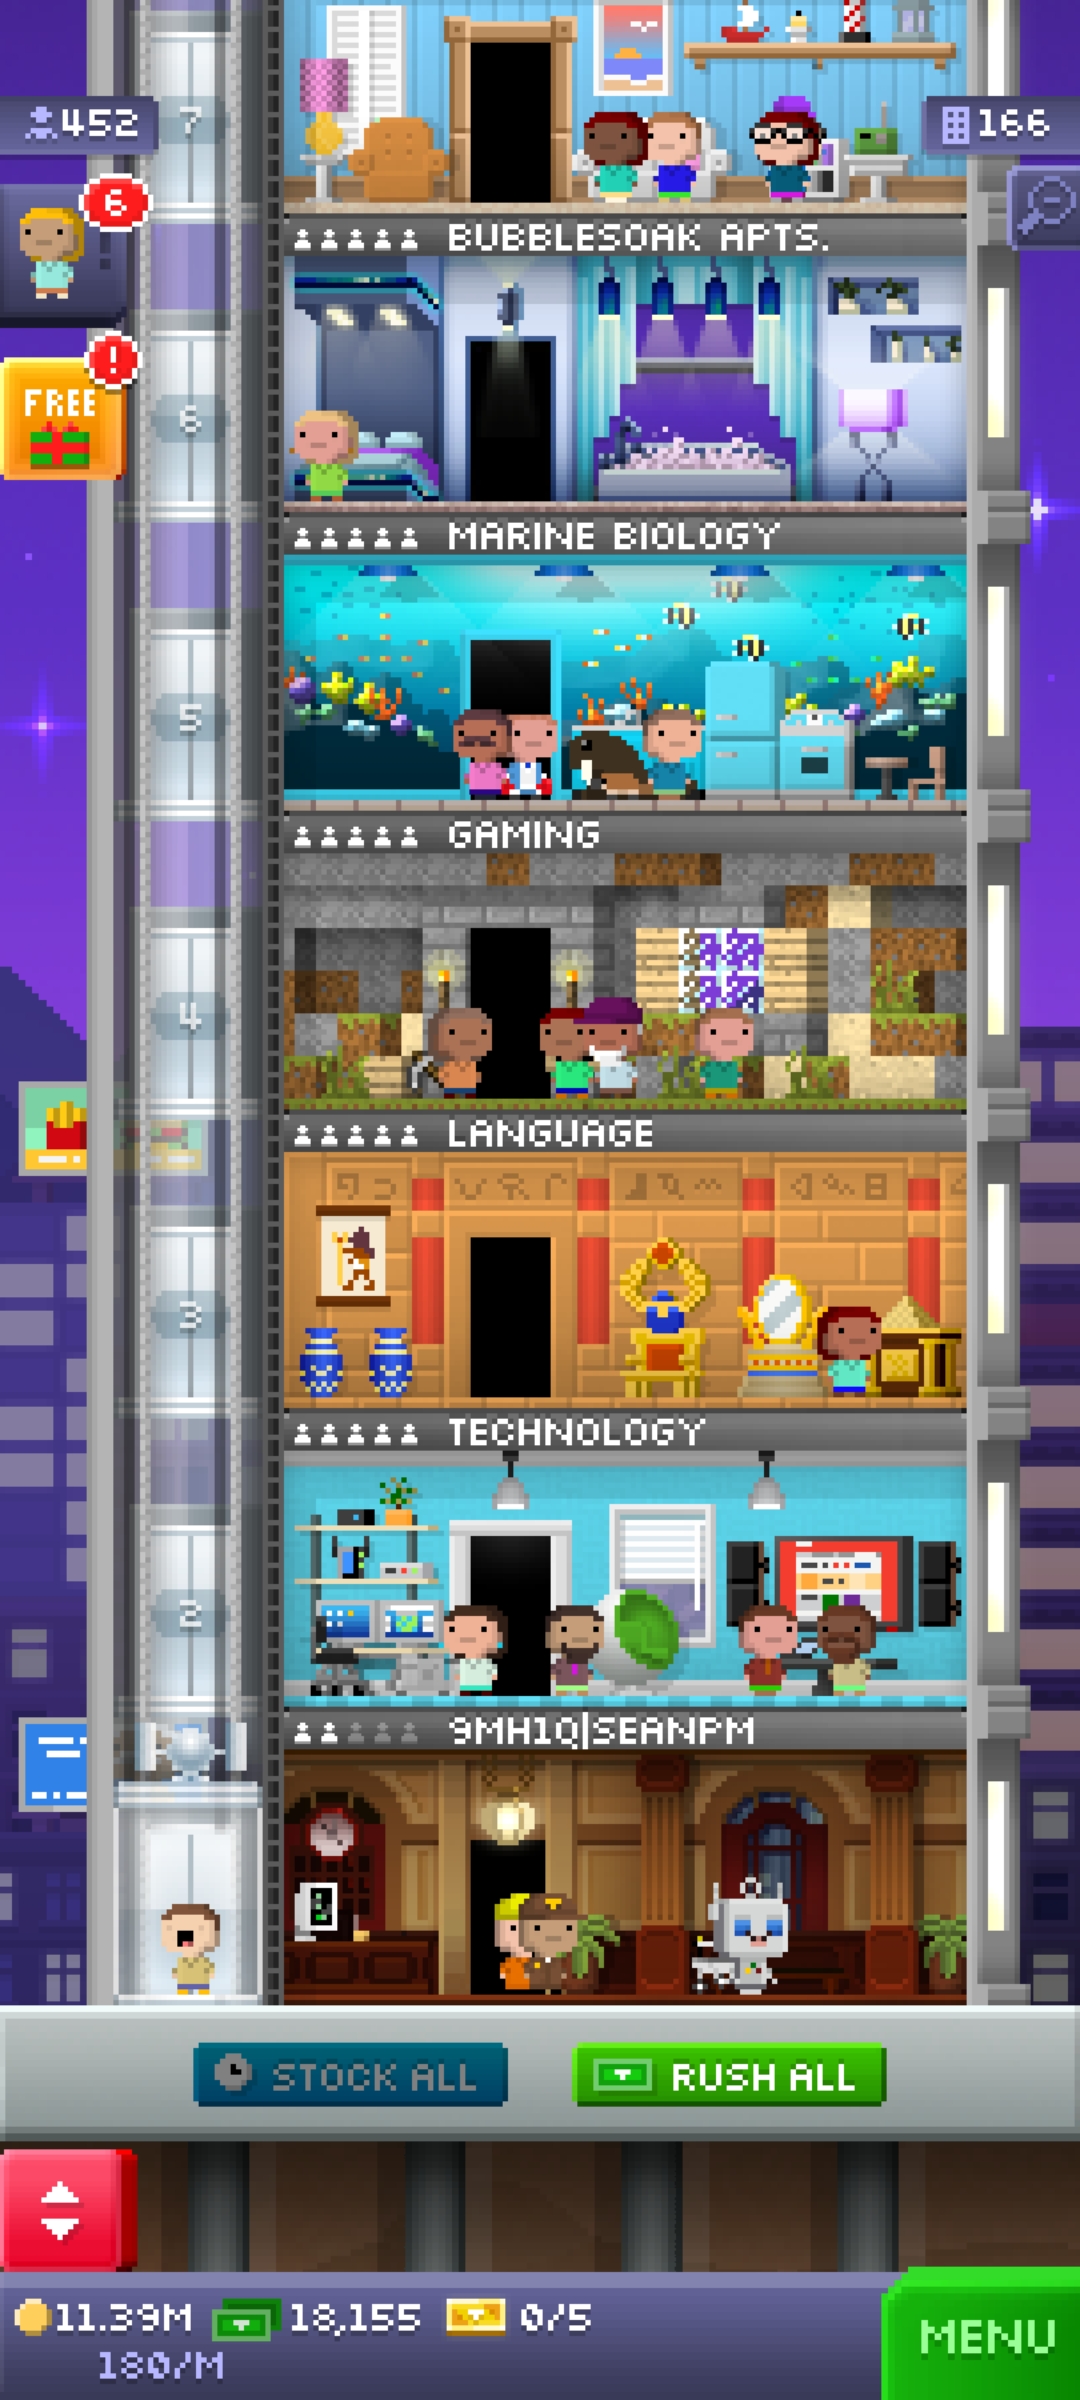 7
452
166
6
BUBBLESOAK APTS.
!
FREE
6
MARINE BIOLOGY
5
GAMING
4
LANGUAGE
3
TECHNOLOGY
2
9MH1Q|SEANPM
STOCK ALL
RUSH ALL
11.39M
18,155
0/5
180/M
MENU